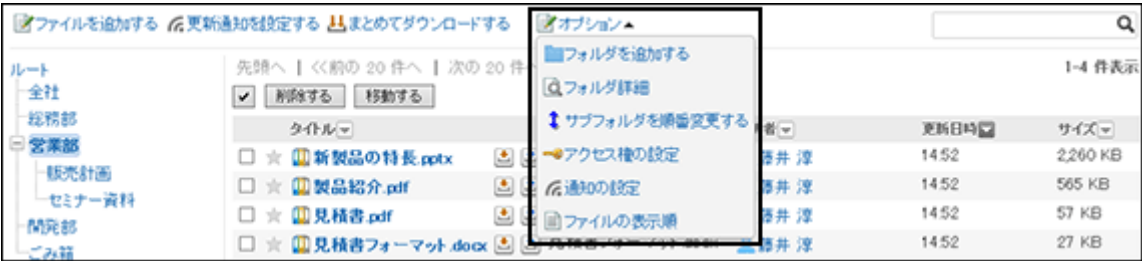 ファイルを追加する 更新通知を設定する まとめてダウンロードする オプション▲
フォルダを追加する
フォルダ詳細
サブフォルダを順番変更する
アクセス権の設定
通知の設定
ファイルの表示順
ルート
全社
総務部
営業部
販売計画
セミナー資料
開発部
ごみ箱
先頭へ | <<前の 20 件へ | 次の 20 件
1-4 件表示
削除する 移動する
タイトル 者 更新日時 サイズ
新製品の特長.pptx 藤井 淳 14:52 2,260 KB
製品紹介.pdf 藤井 淳 14:52 565 KB
見積書.pdf 藤井 淳 14:52 57 KB
見積書フォーマット.docx 藤井 淳 14:52 27 KB